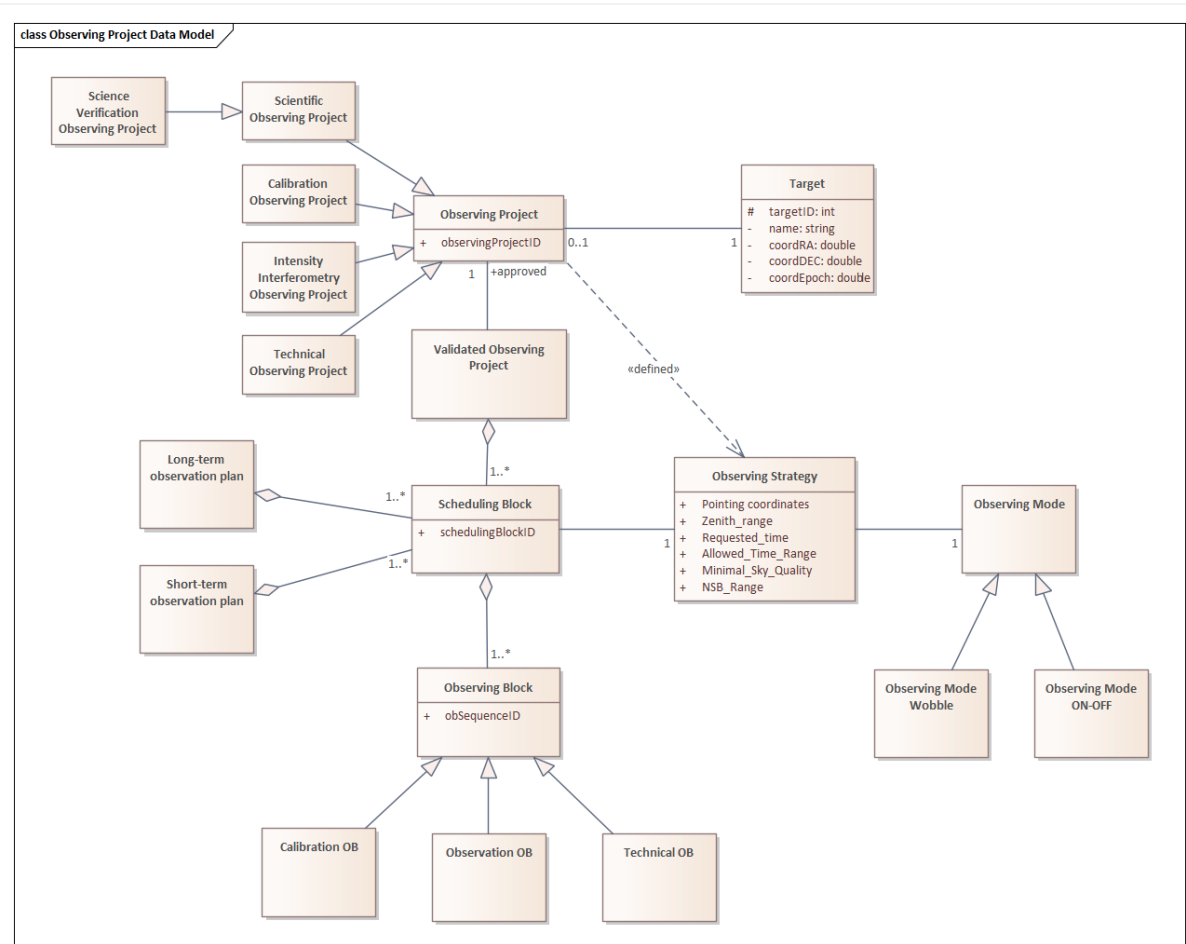 class Observing Project Data Model
Science
Verification
Observing Project
Scientific
Observing Project
Calibration
Observing Project
Intensity
Interferometry
Observing Project
Technical
Observing Project
Observing Project
+ observingProjectID
0..1
1
Target
# targetID: int
- name: string
- coordRA: double
- coordDEC: double
- coordEpoch: double
1
+approved
Validated Observing
Project
«defined»
1..*
Long-term
observation plan
1..*
Short-term
observation plan
1..*
Scheduling Block
+ schedulingBlockID
1
Observing Strategy
+ Pointing coordinates
+ Zenith_range
+ Requested_time
+ Allowed_Time_Range
+ Minimal_Sky_Quality
+ NSB_Range
1
Observing Mode
1..*
Observing Block
+ obSequenceID
Observing Mode
Wobble
Observing Mode
ON-OFF
Calibration OB
Observation OB
Technical OB